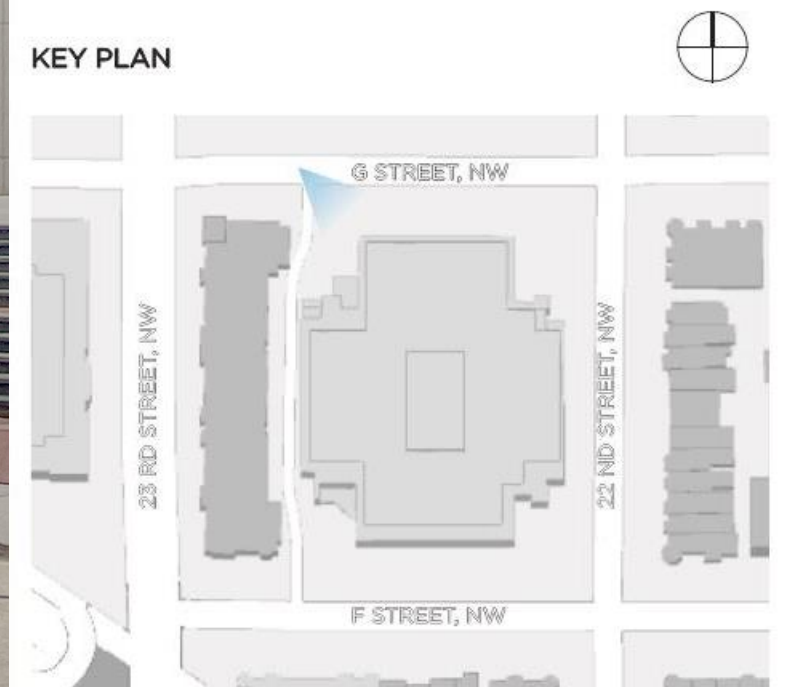 KEY PLAN
G STREET, NW
23 RD STREET, NW
22 ND STREET, NW
F STREET, NW